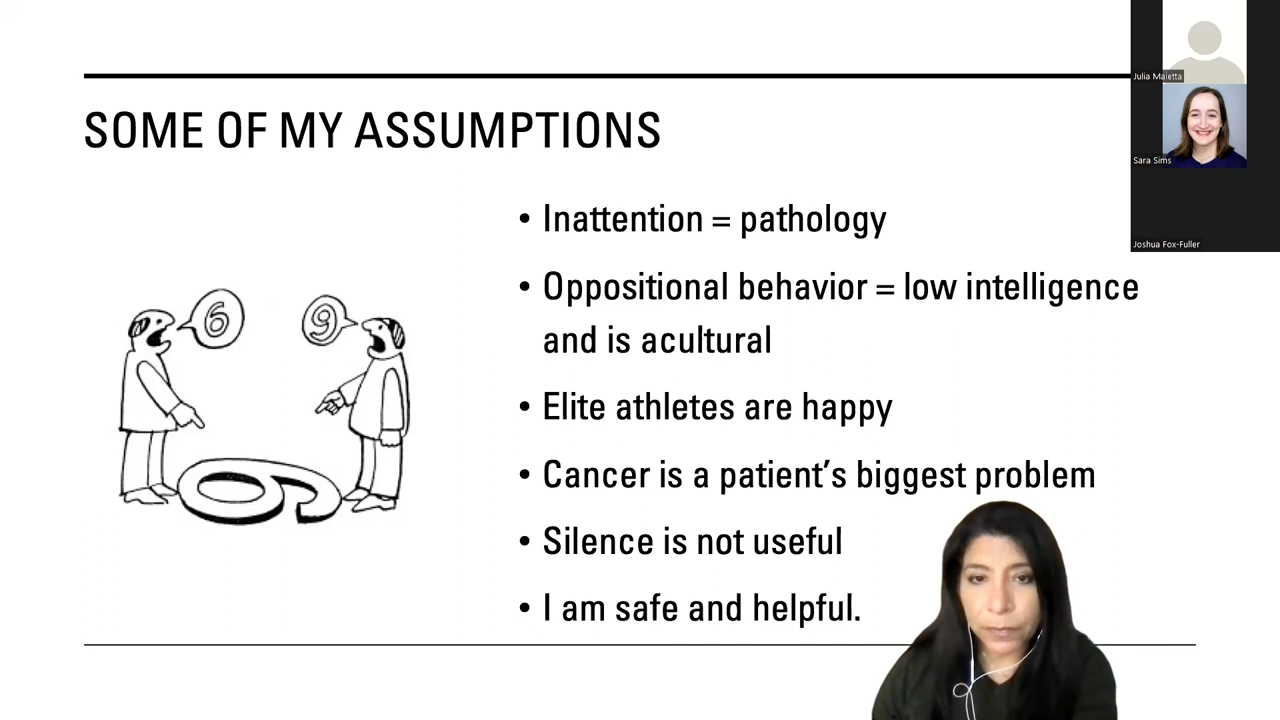 SOME OF MY ASSUMPTIONS
• Inattention = pathology
• Oppositional behavior = low intelligence
and is acultural
• Elite athletes are happy
• Cancer is a patient’s biggest problem
• Silence is not useful
• I am safe and helpful.
6
9
6
Julia Maietta
Sara Sims
Joshua Fox-Fuller